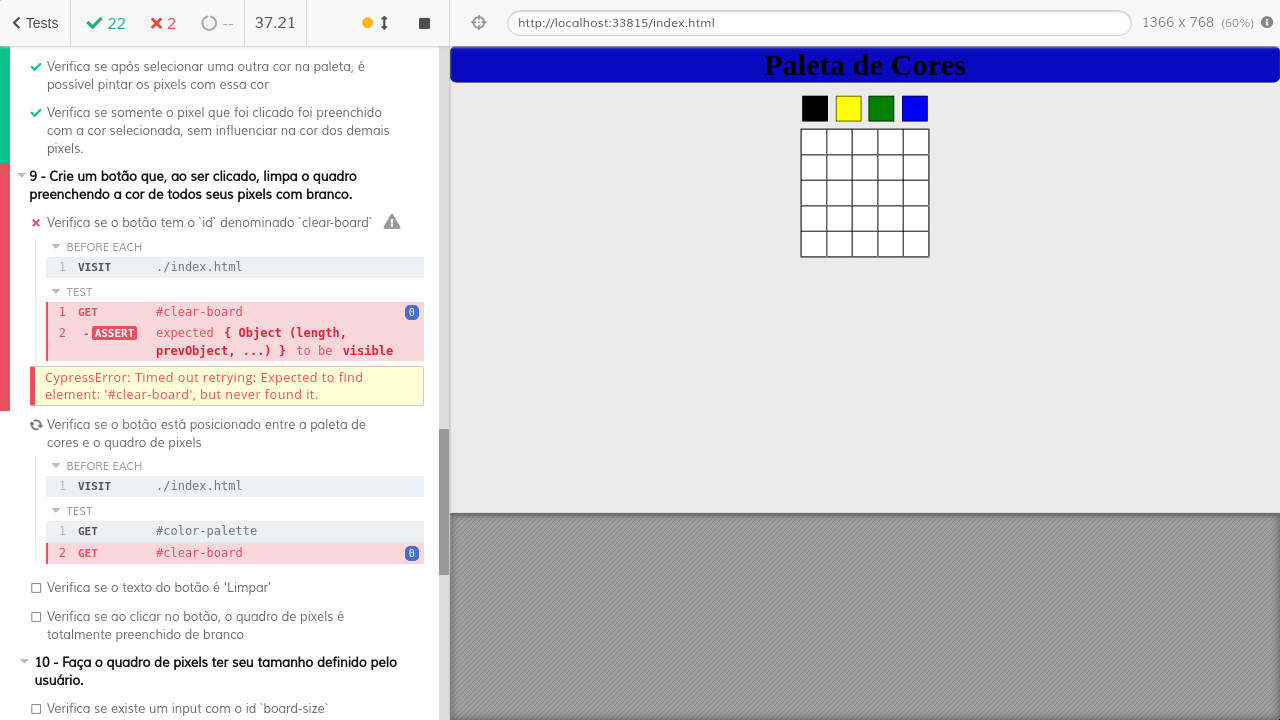 Tests
22
2
--
37.21
http://localhost:33815/index.html
1366 x 768 (60%)
Verifica se após selecionar uma outra cor na paleta, é
possível pintar os pixels com essa cor
Verifica se somente o pixel que foi clicado foi preenchido
com a cor selecionada, sem influenciar na cor dos demais
pixels.
9 - Crie um botão que, ao ser clicado, limpa o quadro
preenchendo a cor de todos seus pixels com branco.
Verifica se o botão tem o `id` denominado `clear-board`
BEFORE EACH
1 VISIT ./index.html
TEST
1 GET #clear-board 0
2 -ASSERT expected { Object (length,
prevObject, ...) } to be visible
CypressError: Timed out retrying: Expected to find
element: '#clear-board', but never found it.
Verifica se o botão está posicionado entre a paleta de
cores e o quadro de pixels
BEFORE EACH
1 VISIT ./index.html
TEST
1 GET #color-palette
2 GET #clear-board 0
Verifica se o texto do botão é 'Limpar'
Verifica se ao clicar no botão, o quadro de pixels é
totalmente preenchido de branco
10 - Faça o quadro de pixels ter seu tamanho definido pelo
usuário.
Verifica se existe um input com o id `board-size`
Paleta de Cores